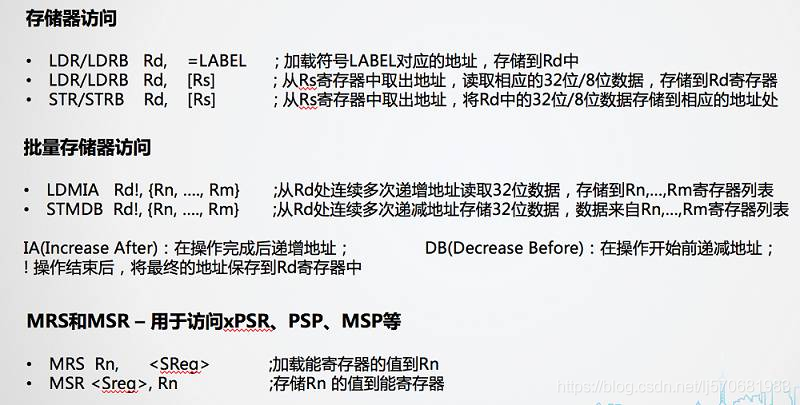 存储器访问
• LDR/LDRB Rd, =LABEL ; 加载符号LABEL对应的地址，存储到Rd中
• LDR/LDRB Rd, [Rs] ; 从Rs寄存器中取出地址，读取相应的32位/8位数据，存储到Rd寄存器
• STR/STRB Rd, [Rs] ; 从Rs寄存器中取出地址，将Rd中的32位/8位数据存储到相应的地址处
批量存储器访问
• LDMIA Rd!, {Rn, ...., Rm} ;从Rd处连续多次递增地址读取32位数据，存储到Rn,...,Rm寄存器列表
• STMDB Rd!, {Rn, ...., Rm} ;从Rd处连续多次递减地址存储32位数据，数据来自Rn,...,Rm寄存器列表
IA(Increase After)：在操作完成后递增地址； DB(Decrease Before)：在操作开始前递减地址；
! 操作结束后，将最终的地址保存到Rd寄存器中
MRS和MSR – 用于访问xPSR、PSP、MSP等
• MRS Rn, <SReg> ;加载能寄存器的值到Rn
• MSR <Sreg>, Rn ;存储Rn 的值到能寄存器
https://blog.csdn.net/lj570681983